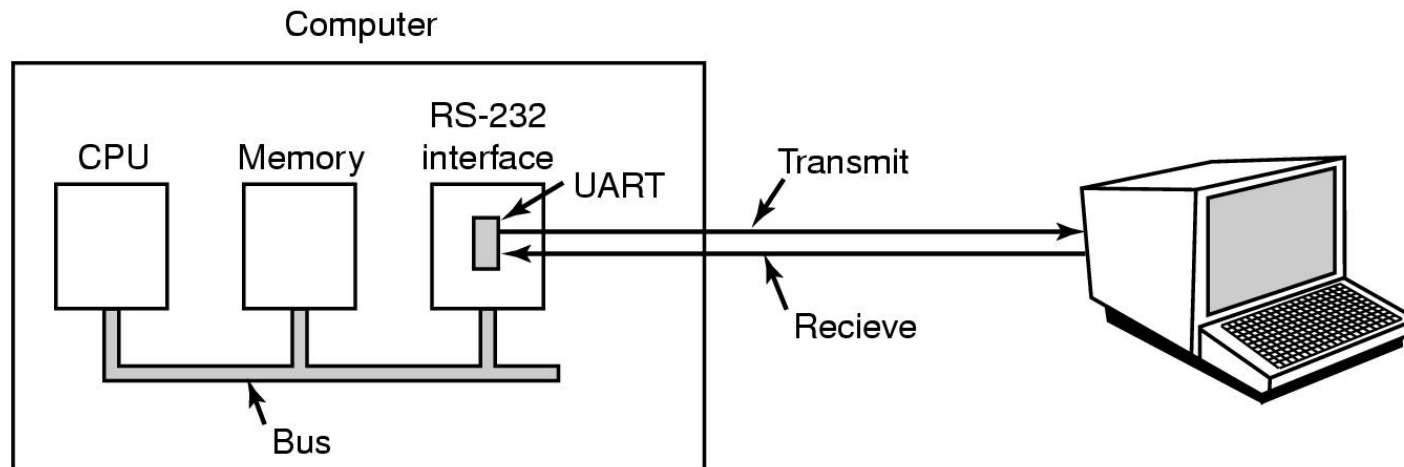 Computer
RS-232
interface
CPU
Memory
UART
Transmit
Recieve
Bus